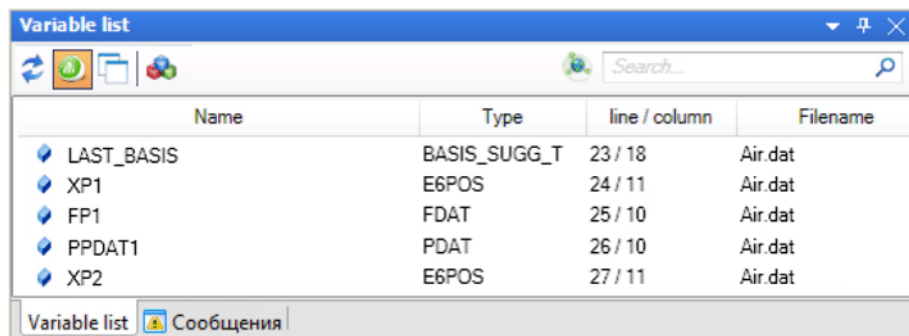 Variable list
Search...
Name Type line / column Filename
LAST_BASIS BASIS_SUGG_T 23 / 18 Air.dat
XP1 E6POS 24 / 11 Air.dat
FP1 FDAT 25 / 10 Air.dat
PPDAT1 PDAT 26 / 10 Air.dat
XP2 E6POS 27 / 11 Air.dat
Variable list Сообщения